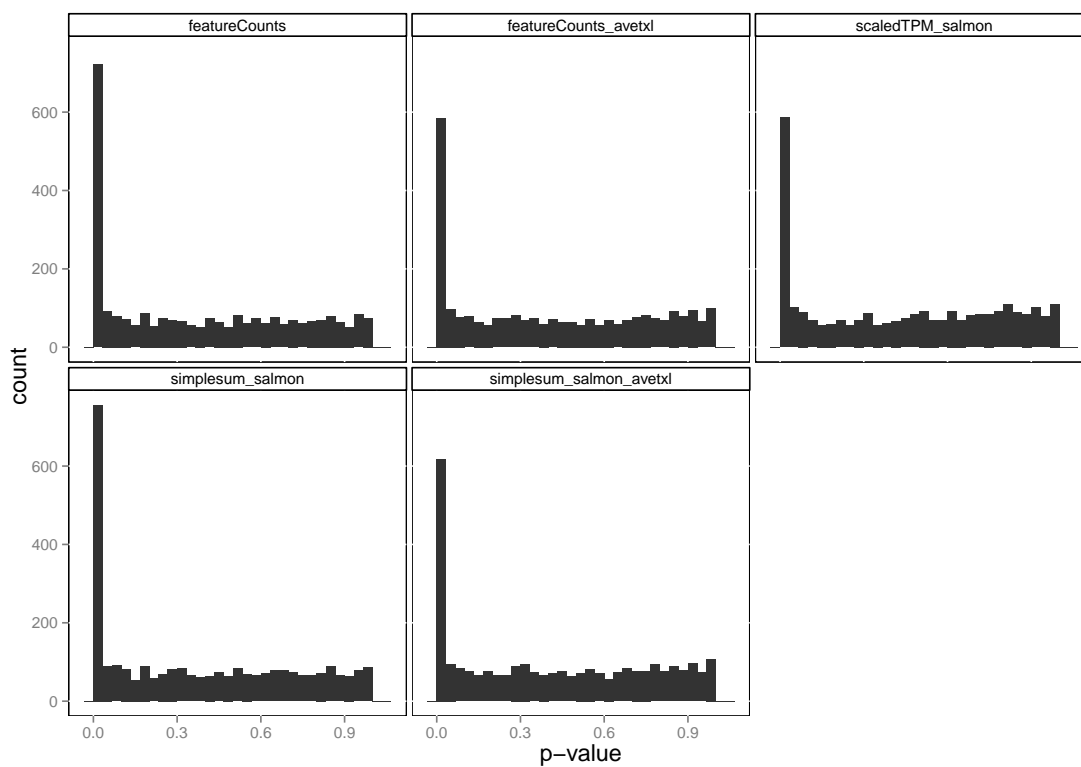 featureCounts featureCounts_avetxl scaledTPM_salmon
600
400
200
0
simplesum_salmon simplesum_salmon_avetxl
600
400
200
0
0.0 0.3 0.6 0.9 0.0 0.3 0.6 0.9
p−value
count